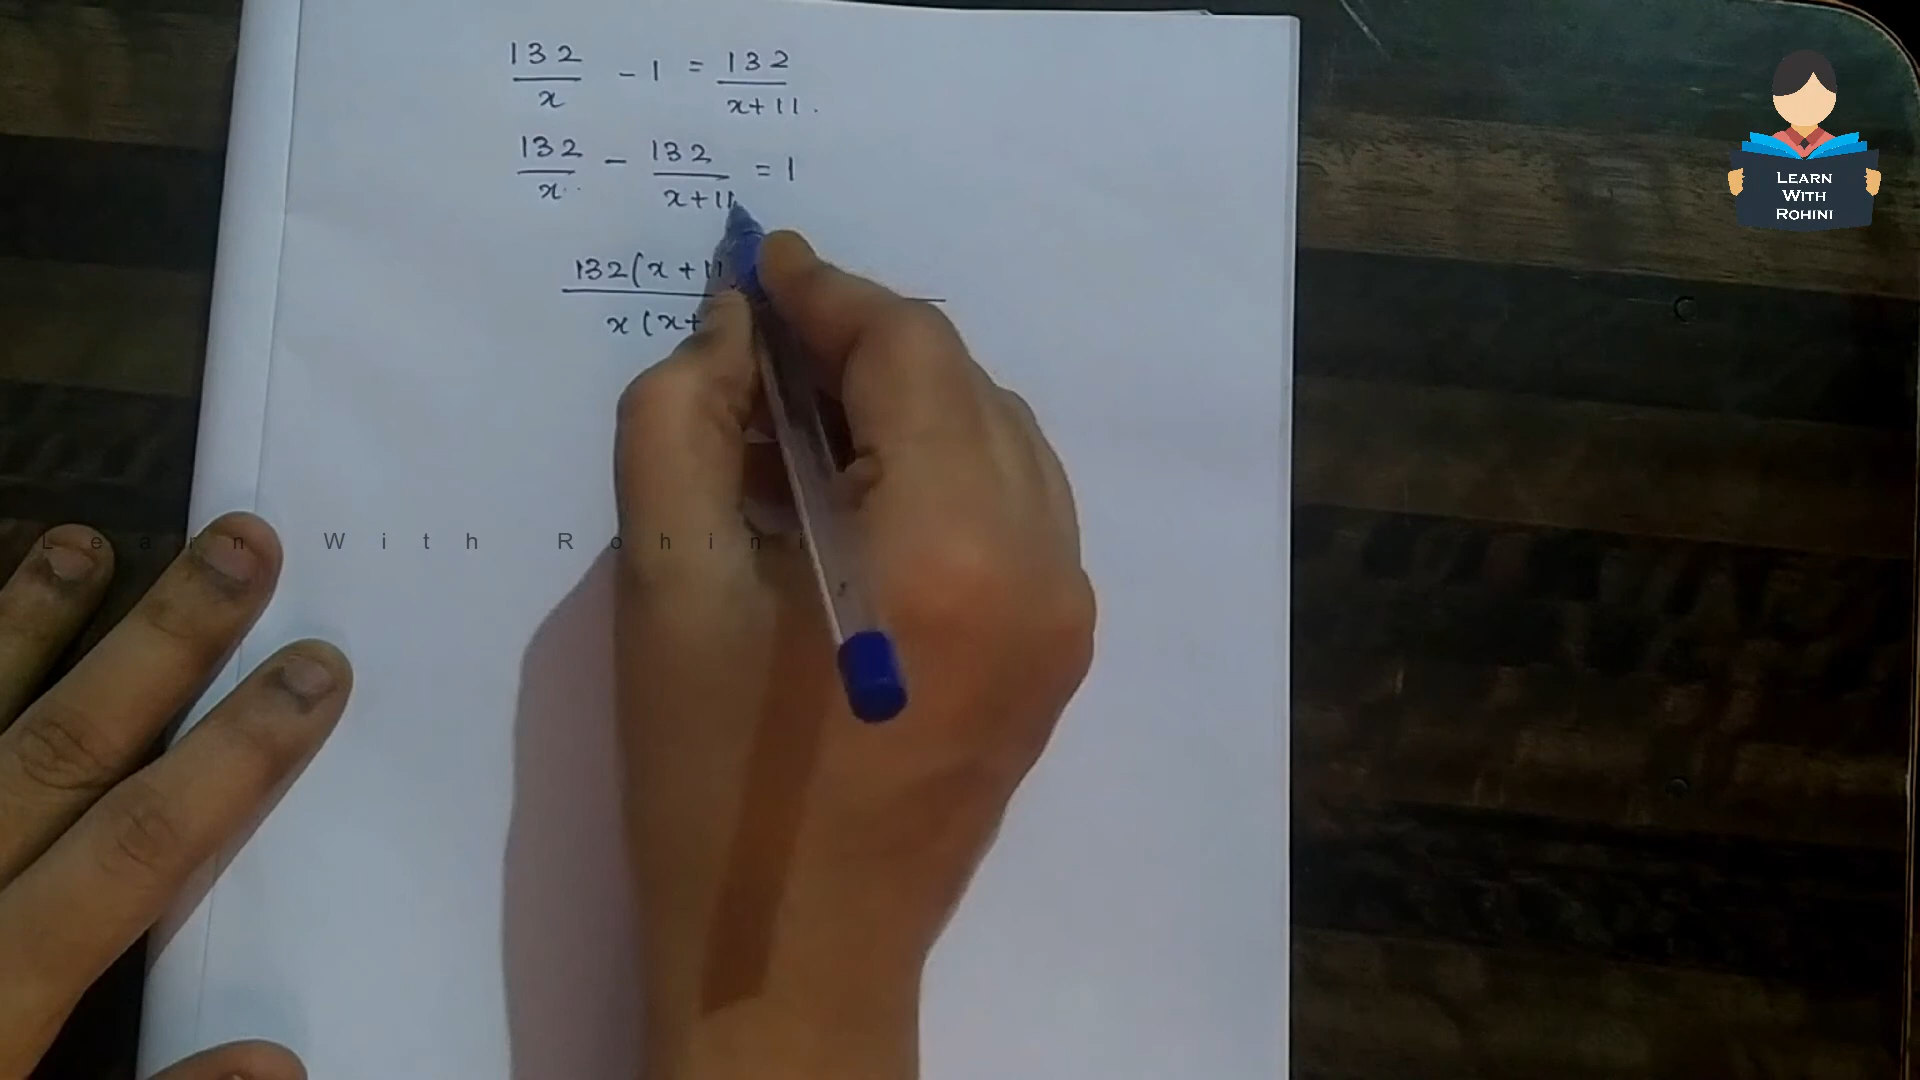 132/x - 1 = 132/x+11.
132/x - 132/x+11 = 1
132(x+11
x(x+
LEARN
WITH
ROHINI
Learn With Rohini